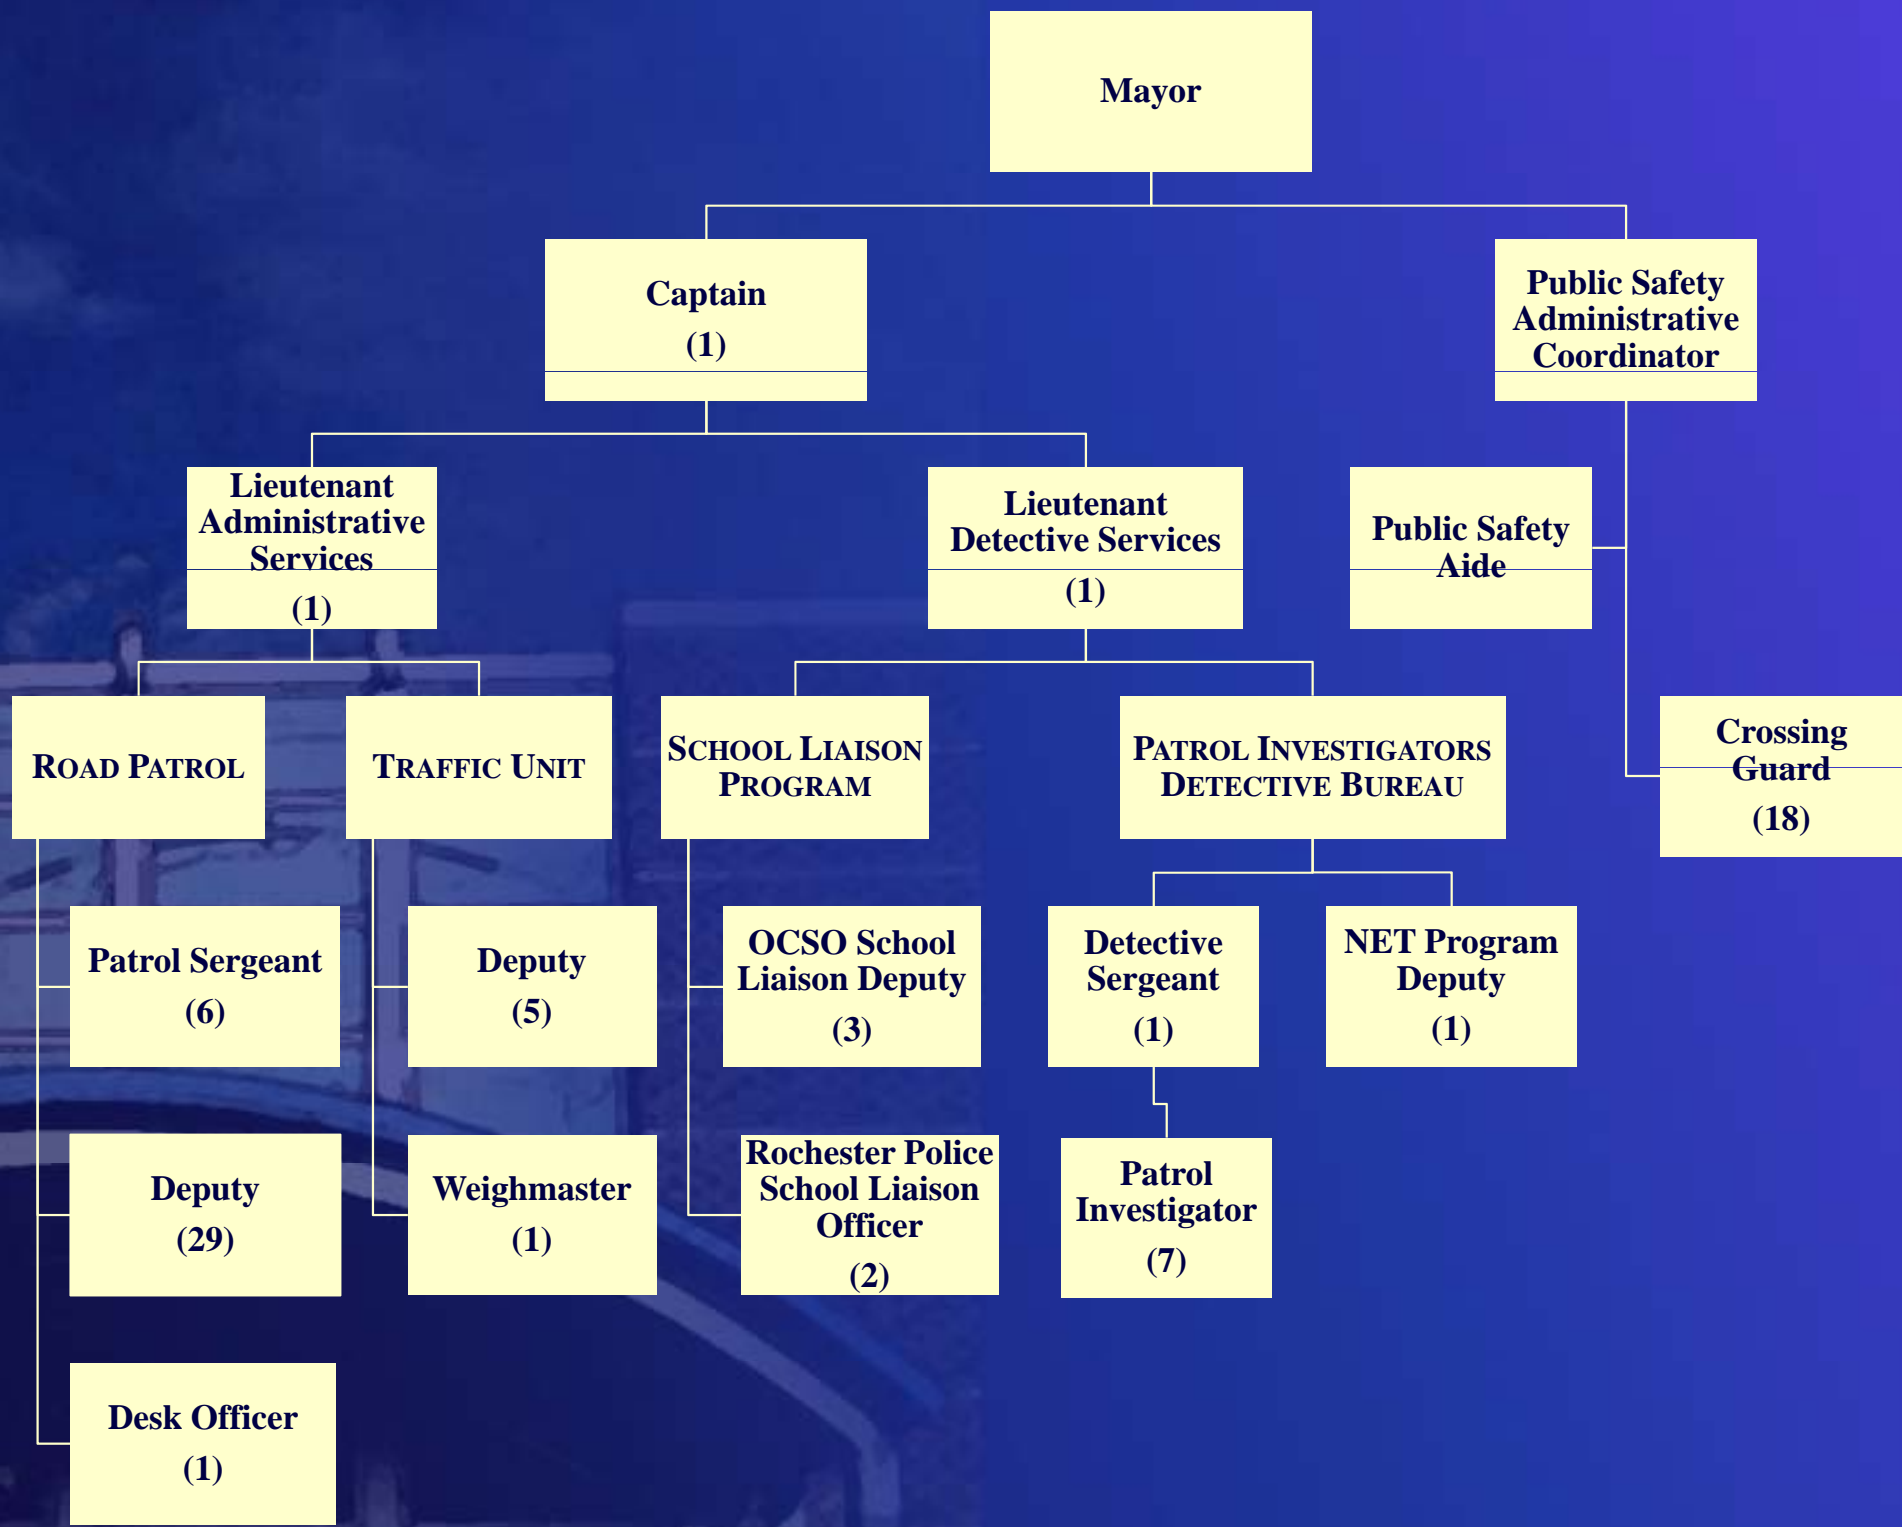 Mayor
Captain
(1)
Public Safety
Administrative
Coordinator
Lieutenant
Administrative
Services
(1)
Lieutenant
Detective Services
(1)
Public Safety
Aide
ROAD PATROL
TRAFFIC UNIT
SCHOOL LIAISON
PROGRAM
PATROL INVESTIGATORS
DETECTIVE BUREAU
Crossing
Guard
(18)
Patrol Sergeant
(6)
Deputy
(5)
OCSO School
Liaison Deputy
(3)
Detective
Sergeant
(1)
NET Program
Deputy
(1)
Deputy
(29)
Weighmaster
(1)
Rochester Police
School Liaison
Officer
(2)
Patrol
Investigator
(7)
Desk Officer
(1)